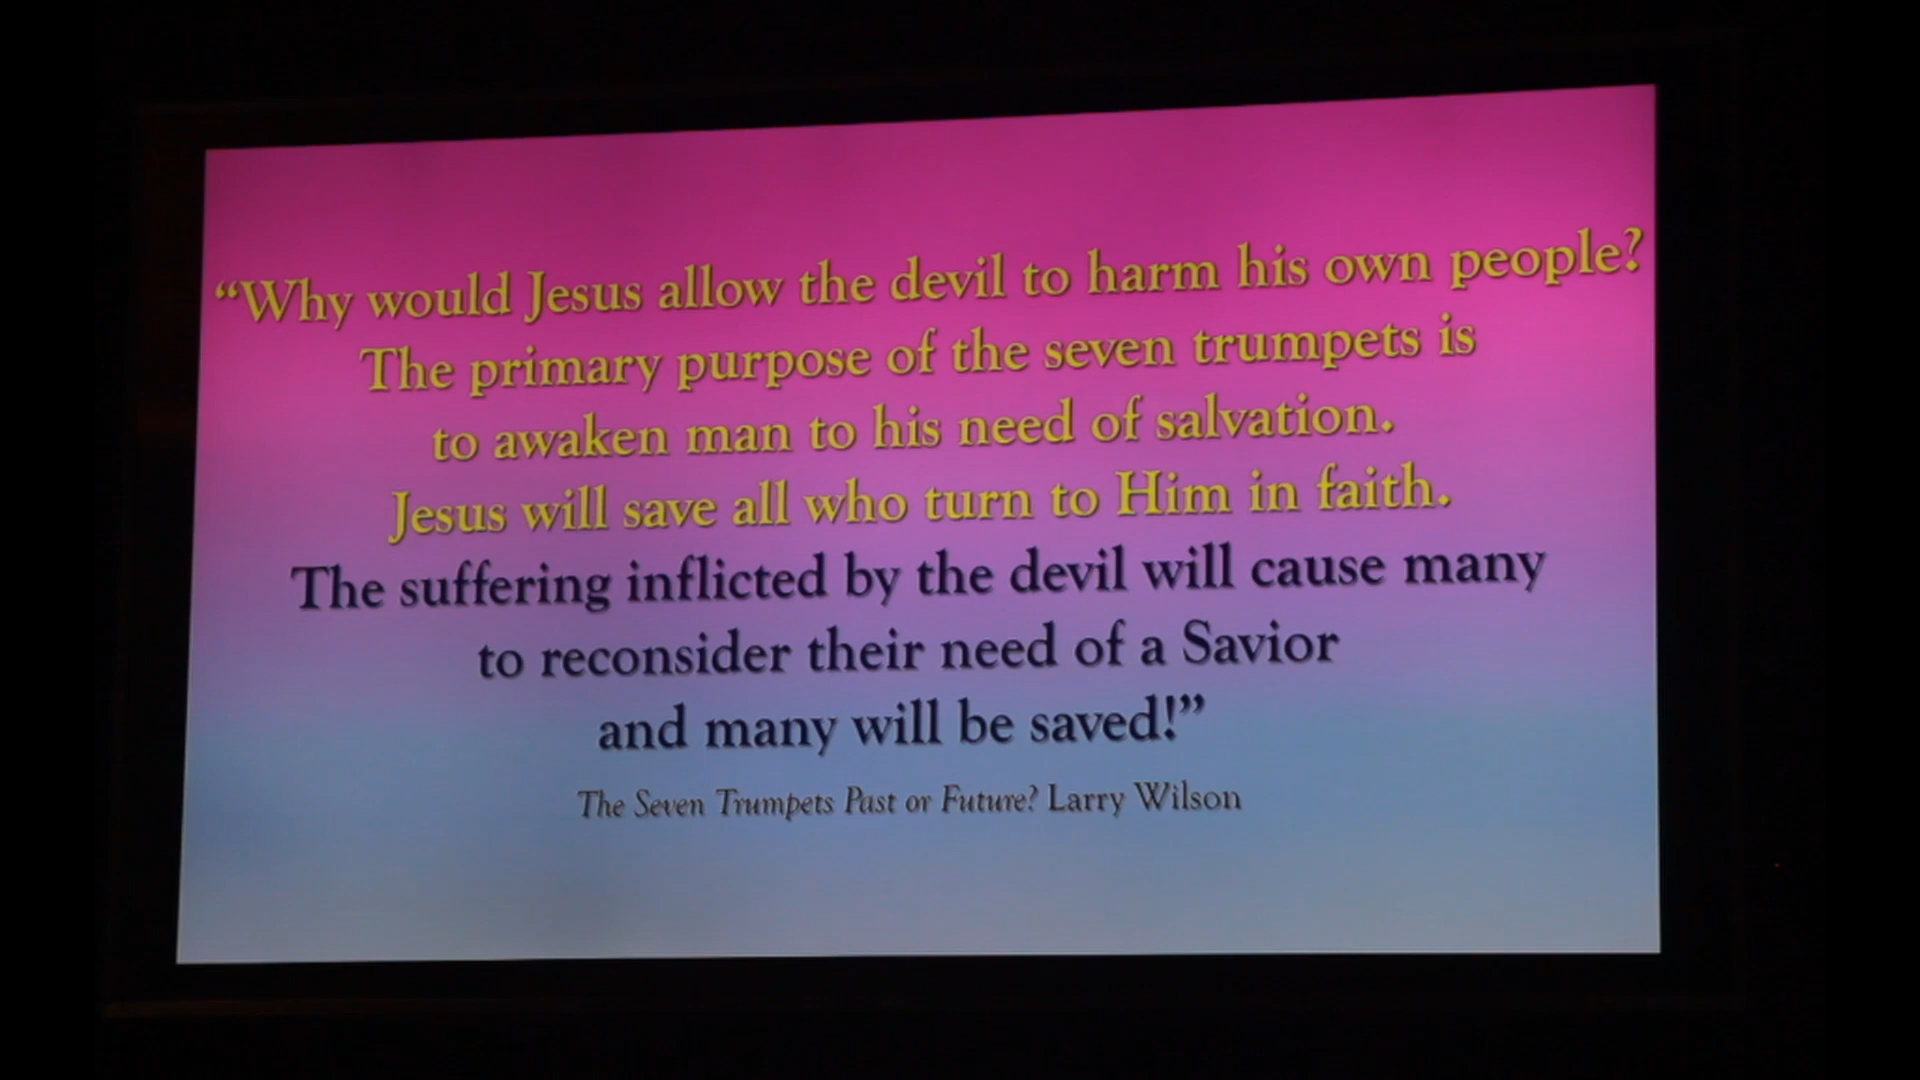 “Why would Jesus allow the devil to harm his own people?
The primary purpose of the seven trumpets is
to awaken man to his need of salvation.
Jesus will save all who turn to Him in faith.
The suffering inflicted by the devil will cause many
to reconsider their need of a Savior
and many will be saved!”
The Seven Trumpets Past or Future? Larry Wilson